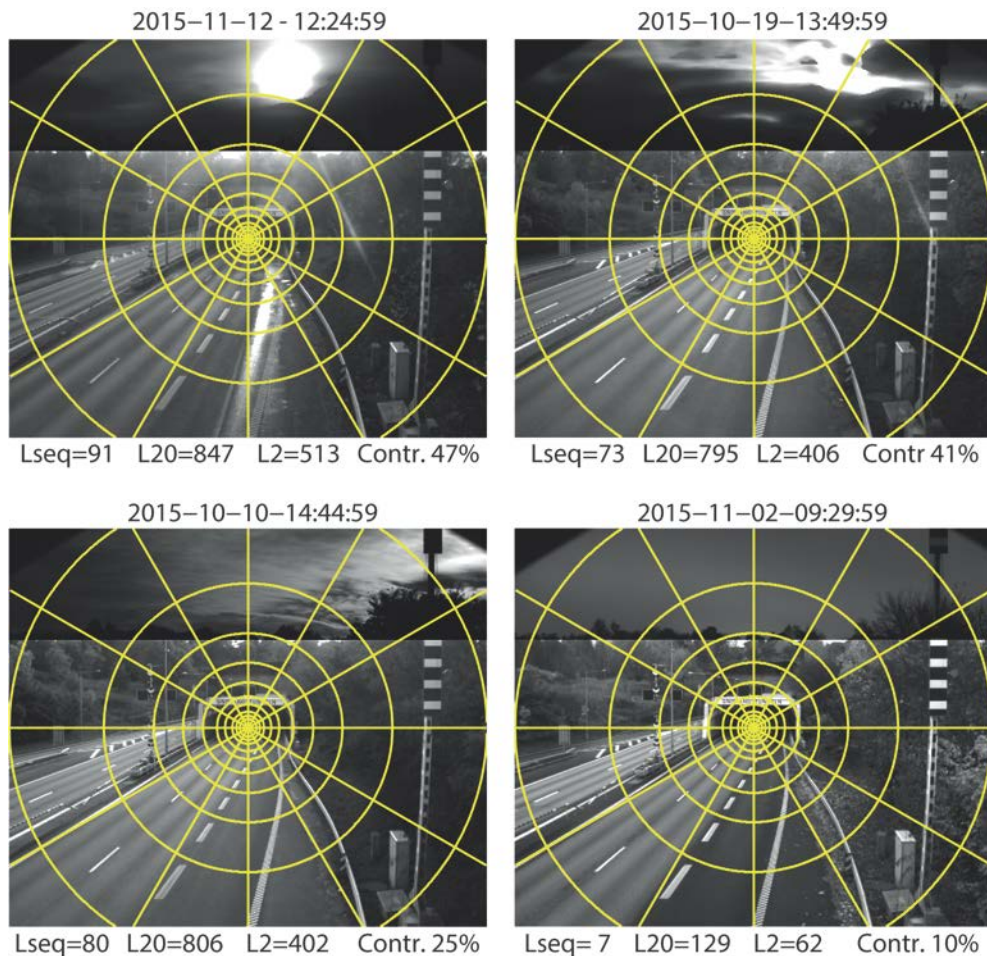 2015−11−12 - 12:24:59
2015−10−19−13:49:59
Lseq=91 L20=847 L2=513 Contr. 47%
Lseq=73 L20=795 L2=406 Contr 41%
2015−10−10−14:44:59
2015−11−02−09:29:59
Lseq=80 L20=806 L2=402 Contr. 25%
Lseq= 7 L20=129 L2=62 Contr. 10%